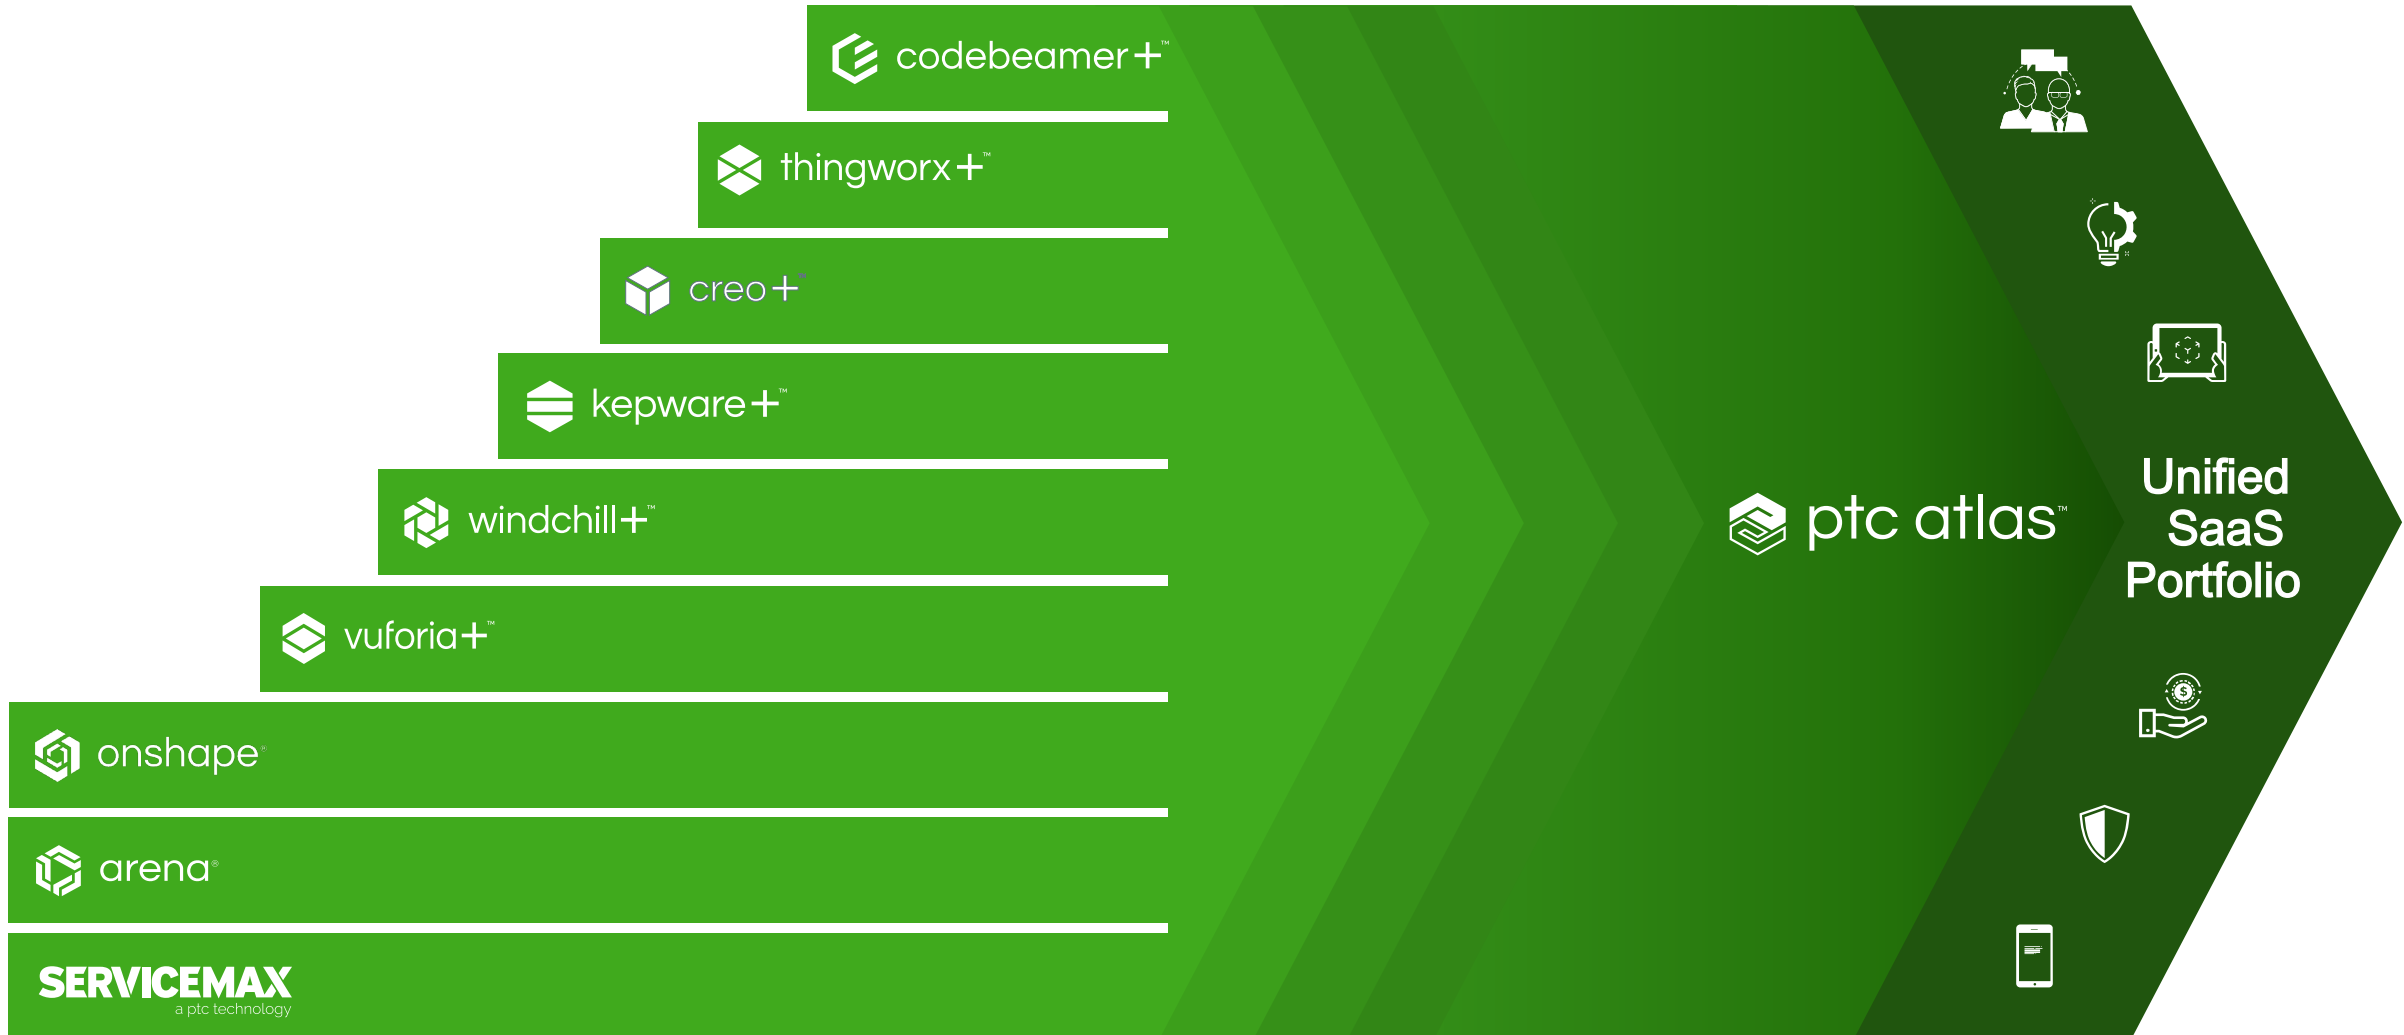 codebeamer+™
thingworx+™
creo+™
kepware+™
windchill+™
vuforia+™
onshape®
arena®
SERVICEMAX
a ptc technology
ptc atlas™
Unified
SaaS
Portfolio
$